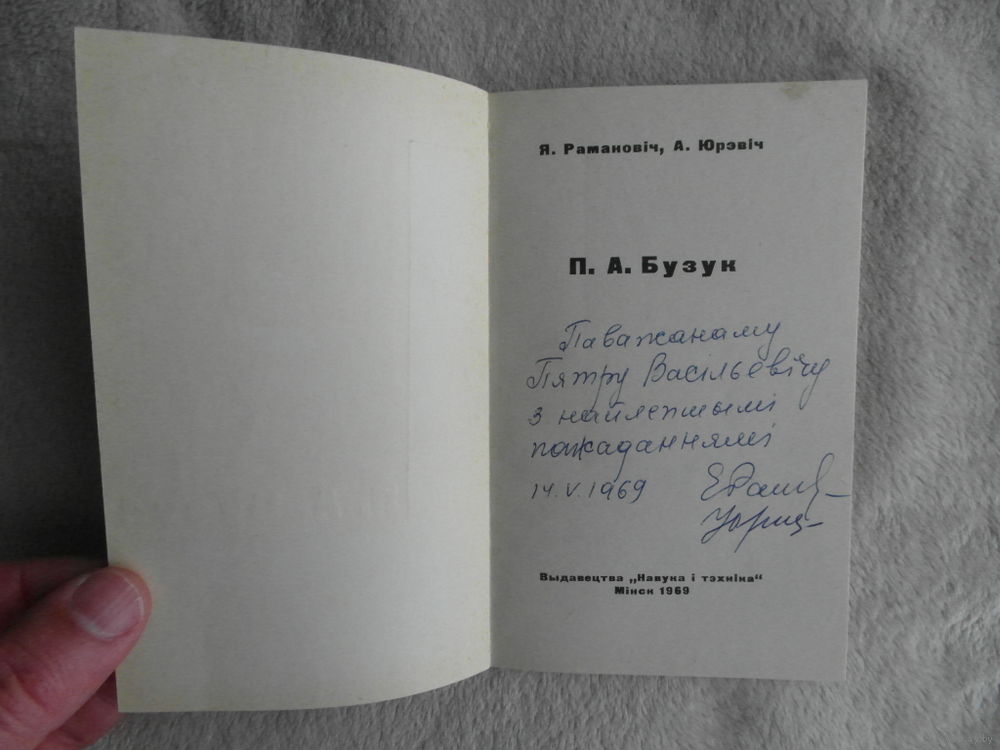 Я. Рамановіч, А. Юрэвіч
П. А. Бузук
Паважанаму
Пятру Васільевічу
з найлепшымі
пажаданнямі
14.V.1969
Выдавецтва „Навука і тэхніка“
Мінск 1969